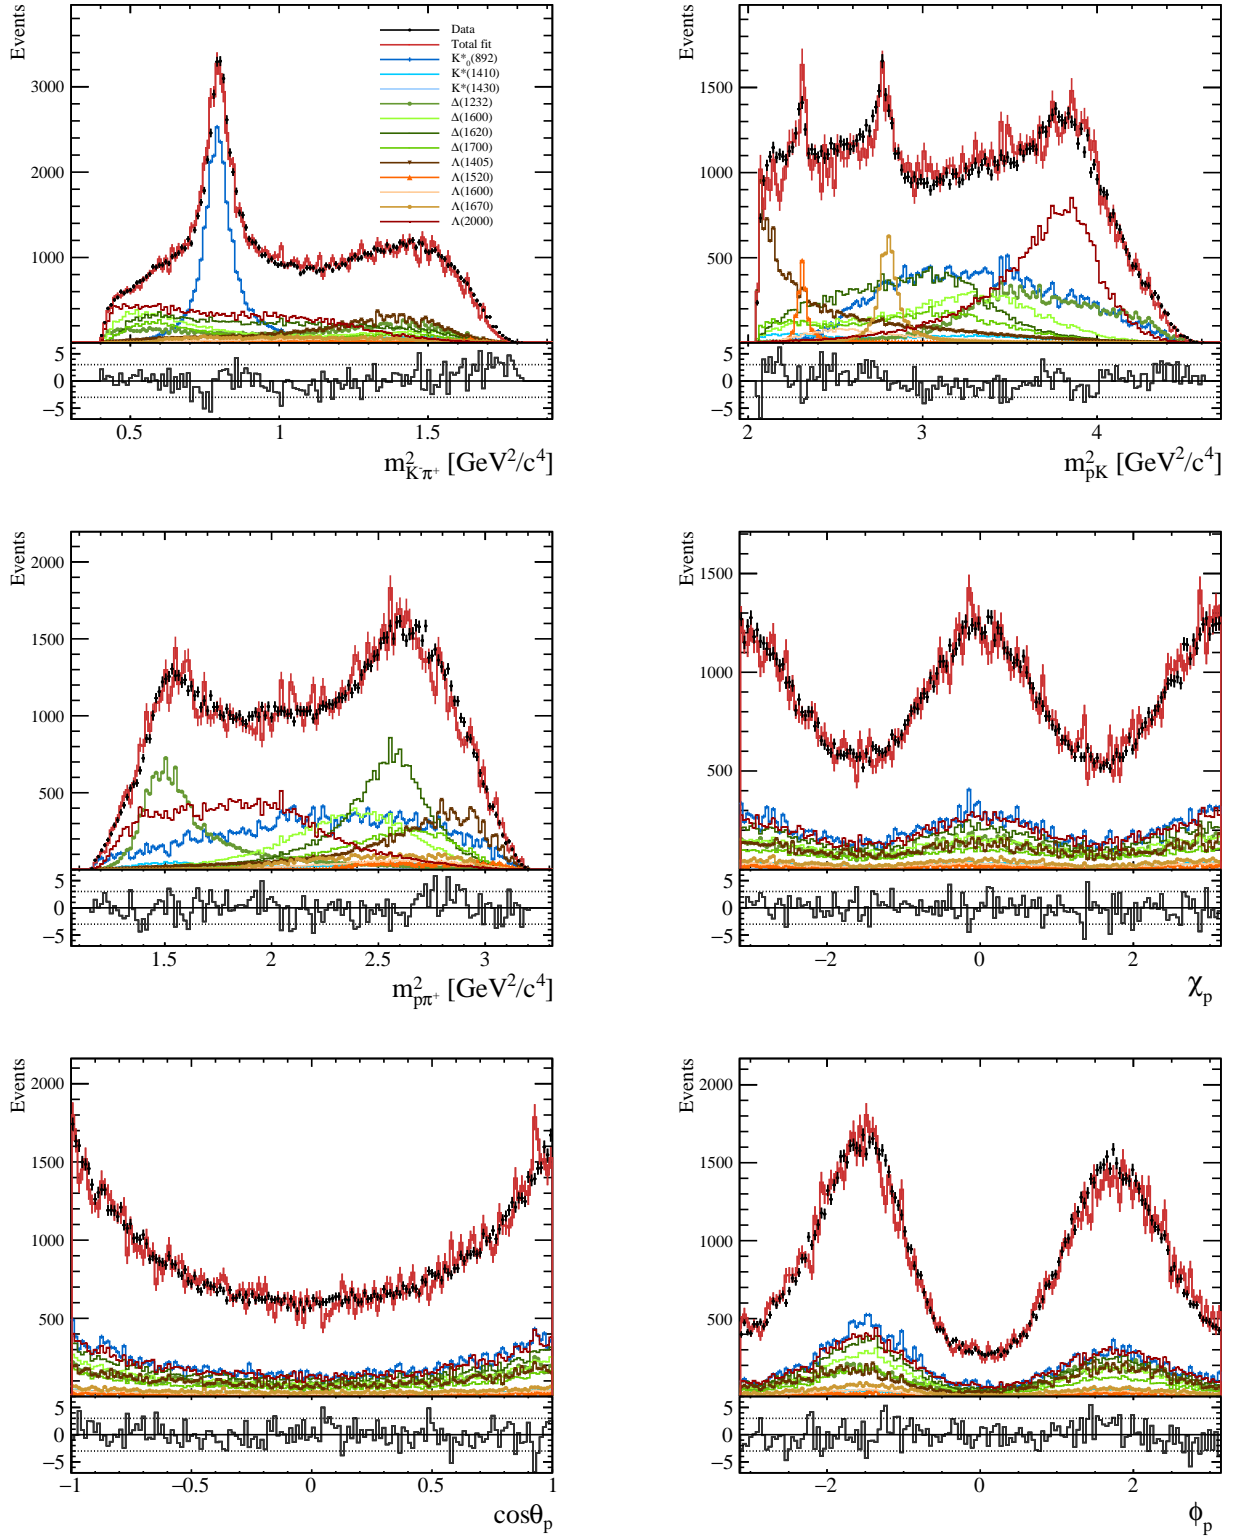 Events
3000
2000
1000
5
0
−5
0.5
1
1.5
m²K⁻π⁺ [GeV²/c⁴]
Data
Total fit
K*₀(892)
K*(1410)
K*(1430)
Δ(1232)
Δ(1600)
Δ(1620)
Δ(1700)
Λ(1405)
Λ(1520)
Λ(1600)
Λ(1670)
Λ(2000)
Events
1500
1000
500
5
0
−5
2
3
4
m²pK [GeV²/c⁴]
Events
2000
1500
1000
500
5
0
−5
1.5
2
2.5
3
m²pπ⁺ [GeV²/c⁴]
Events
1500
1000
500
5
0
−5
−2
0
2
χp
Events
2000
1500
1000
500
5
0
−5
−1
−0.5
0
0.5
1
cosθp
Events
2000
1500
1000
500
5
0
−5
−2
0
2
ϕp